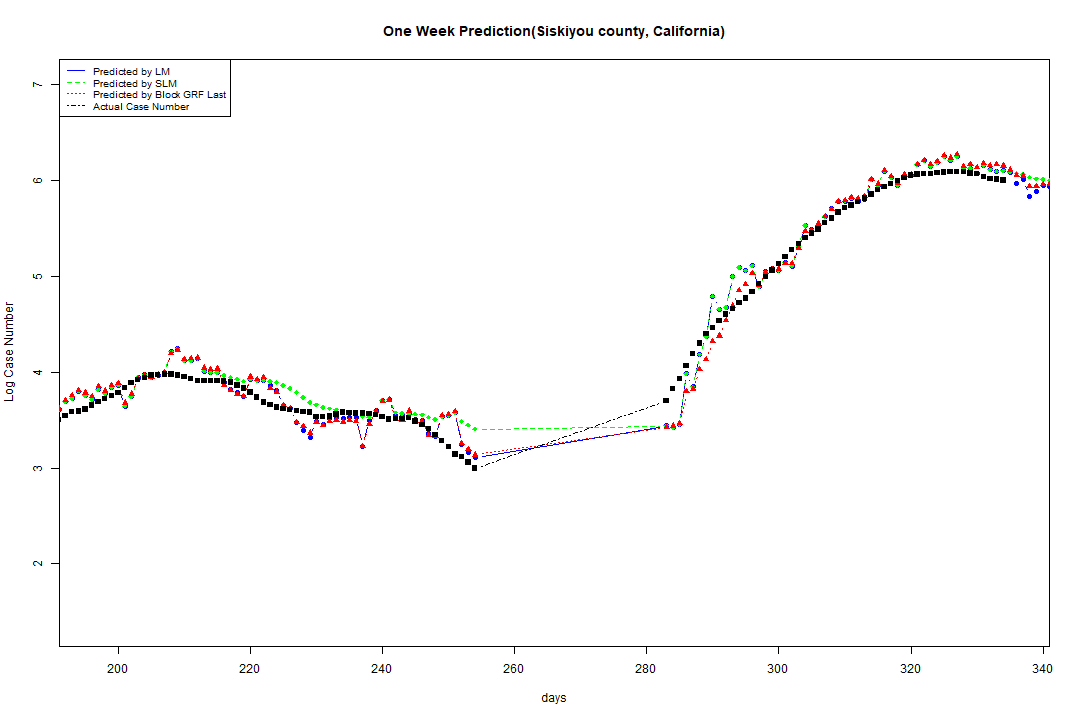 One Week Prediction(Siskiyou county, California)
Predicted by LM
Predicted by SLM
Predicted by Block GRF Last
Actual Case Number
7
6
5
4
3
2
Log Case Number
200 220 240 260 280 300 320 340
days